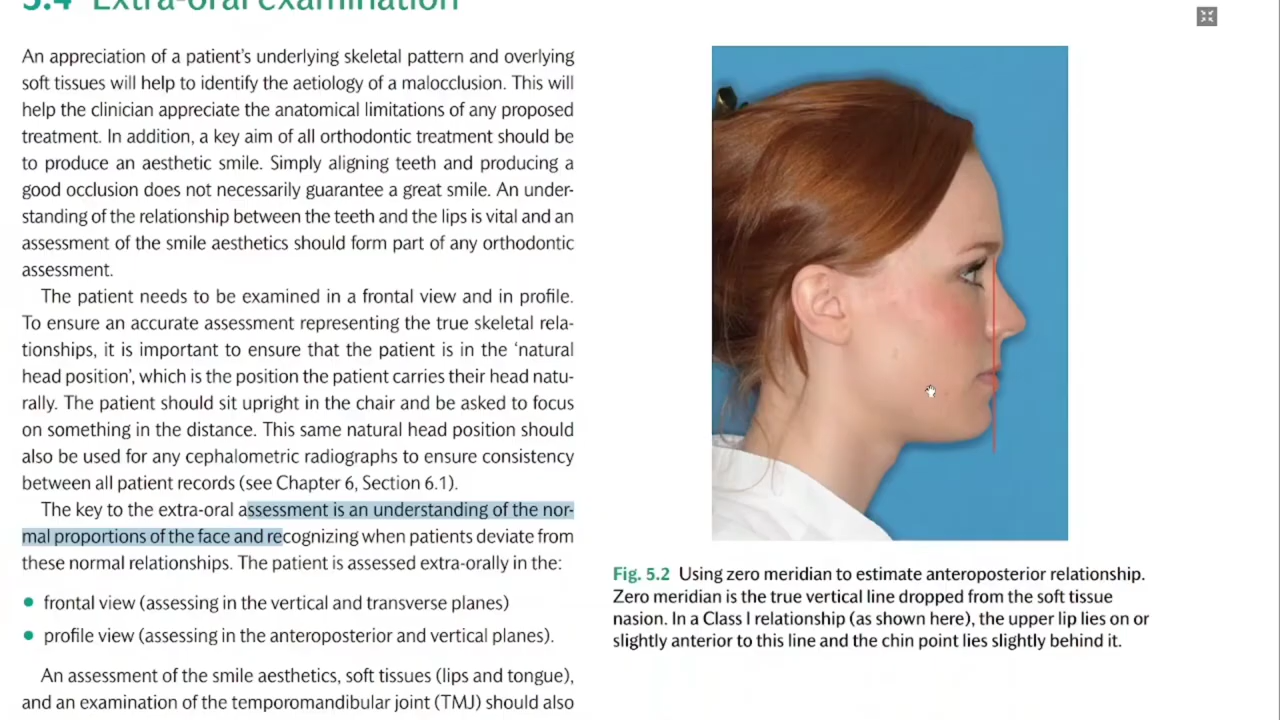 5.4 Extra-oral examination
An appreciation of a patient's underlying skeletal pattern and overlying
soft tissues will help to identify the aetiology of a malocclusion. This will
help the clinician appreciate the anatomical limitations of any proposed
treatment. In addition, a key aim of all orthodontic treatment should be
to produce an aesthetic smile. Simply aligning teeth and producing a
good occlusion does not necessarily guarantee a great smile. An under-
standing of the relationship between the teeth and the lips is vital and an
assessment of the smile aesthetics should form part of any orthodontic
assessment.
The patient needs to be examined in a frontal view and in profile.
To ensure an accurate assessment representing the true skeletal rela-
tionships, it is important to ensure that the patient is in the 'natural
head position', which is the position the patient carries their head natu-
rally. The patient should sit upright in the chair and be asked to focus
on something in the distance. This same natural head position should
also be used for any cephalometric radiographs to ensure consistency
between all patient records (see Chapter 6, Section 6.1).
The key to the extra-oral assessment is an understanding of the nor-
mal proportions of the face and recognizing when patients deviate from
these normal relationships. The patient is assessed extra-orally in the:
• frontal view (assessing in the vertical and transverse planes)
• profile view (assessing in the anteroposterior and vertical planes).
An assessment of the smile aesthetics, soft tissues (lips and tongue),
and an examination of the temporomandibular joint (TMJ) should also
Fig. 5.2 Using zero meridian to estimate anteroposterior relationship.
Zero meridian is the true vertical line dropped from the soft tissue
nasion. In a Class I relationship (as shown here), the upper lip lies on or
slightly anterior to this line and the chin point lies slightly behind it.